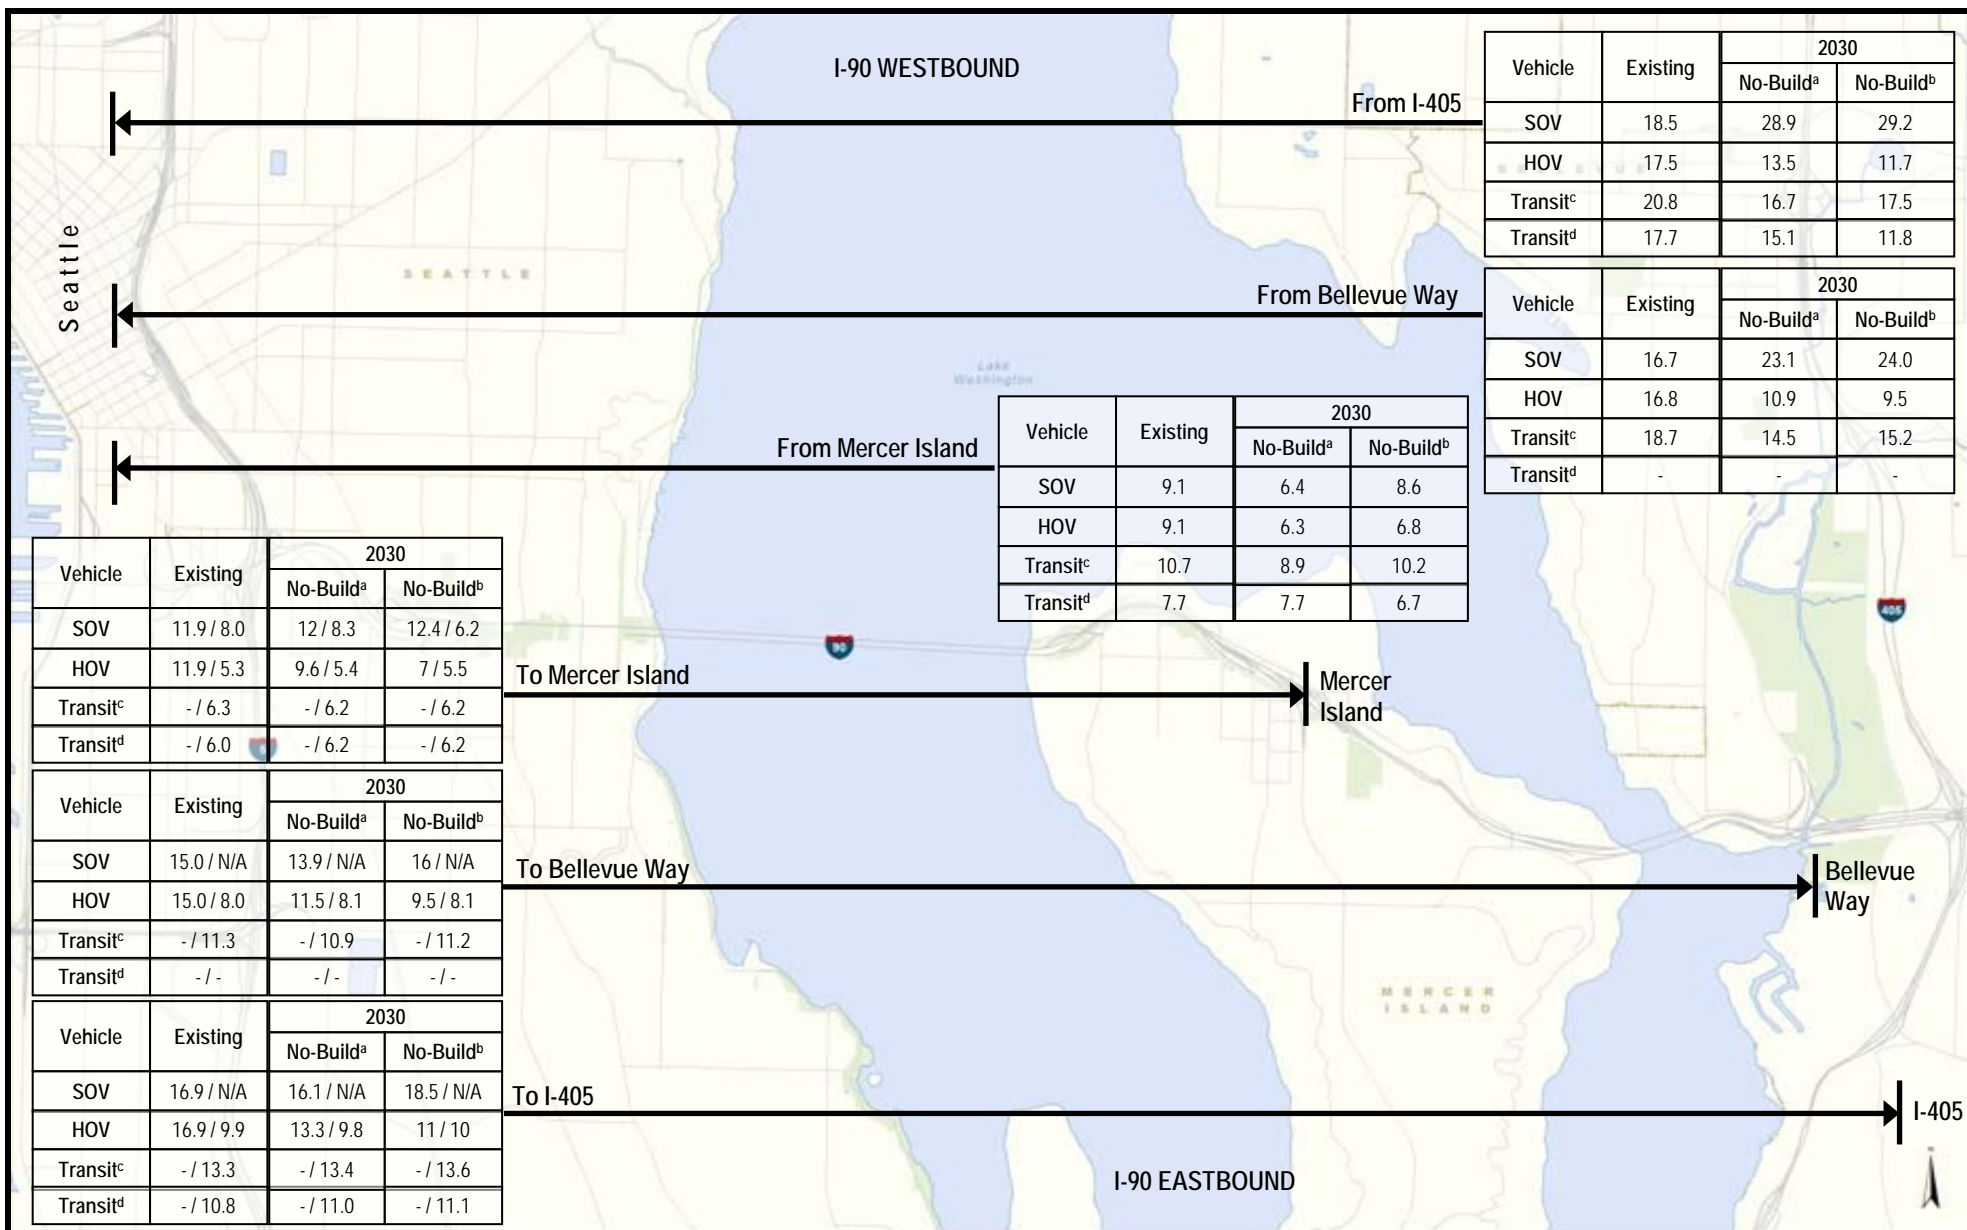 I-90 WESTBOUND
From I-405
Vehicle Existing 2030
No-Buildᵃ No-Buildᵇ
SOV 18.5 28.9 29.2
HOV 17.5 13.5 11.7
Transitᶜ 20.8 16.7 17.5
Transitᵈ 17.7 15.1 11.8
BELLEVUE
Seattle
SEATTLE
From Bellevue Way
Vehicle Existing 2030
No-Buildᵃ No-Buildᵇ
SOV 16.7 23.1 24.0
HOV 16.8 10.9 9.5
Transitᶜ 18.7 14.5 15.2
Transitᵈ - - -
Lake
Washington
From Mercer Island
Vehicle Existing 2030
No-Buildᵃ No-Buildᵇ
SOV 9.1 6.4 8.6
HOV 9.1 6.3 6.8
Transitᶜ 10.7 8.9 10.2
Transitᵈ 7.7 7.7 6.7
405
90
Vehicle Existing 2030
No-Buildᵃ No-Buildᵇ
SOV 11.9 / 8.0 12 / 8.3 12.4 / 6.2
HOV 11.9 / 5.3 9.6 / 5.4 7 / 5.5
Transitᶜ - / 6.3 - / 6.2 - / 6.2
Transitᵈ - / 6.0 - / 6.2 - / 6.2
To Mercer Island
Mercer
Island
Vehicle Existing 2030
No-Buildᵃ No-Buildᵇ
SOV 15.0 / N/A 13.9 / N/A 16 / N/A
HOV 15.0 / 8.0 11.5 / 8.1 9.5 / 8.1
Transitᶜ - / 11.3 - / 10.9 - / 11.2
Transitᵈ - / - - / - - / -
To Bellevue Way
Bellevue
Way
MERCER
ISLAND
Vehicle Existing 2030
No-Buildᵃ No-Buildᵇ
SOV 16.9 / N/A 16.1 / N/A 18.5 / N/A
HOV 16.9 / 9.9 13.3 / 9.8 11 / 10
Transitᶜ - / 13.3 - / 13.4 - / 13.6
Transitᵈ - / 10.8 - / 11.0 - / 11.1
To I-405
I-405
I-90 EASTBOUND